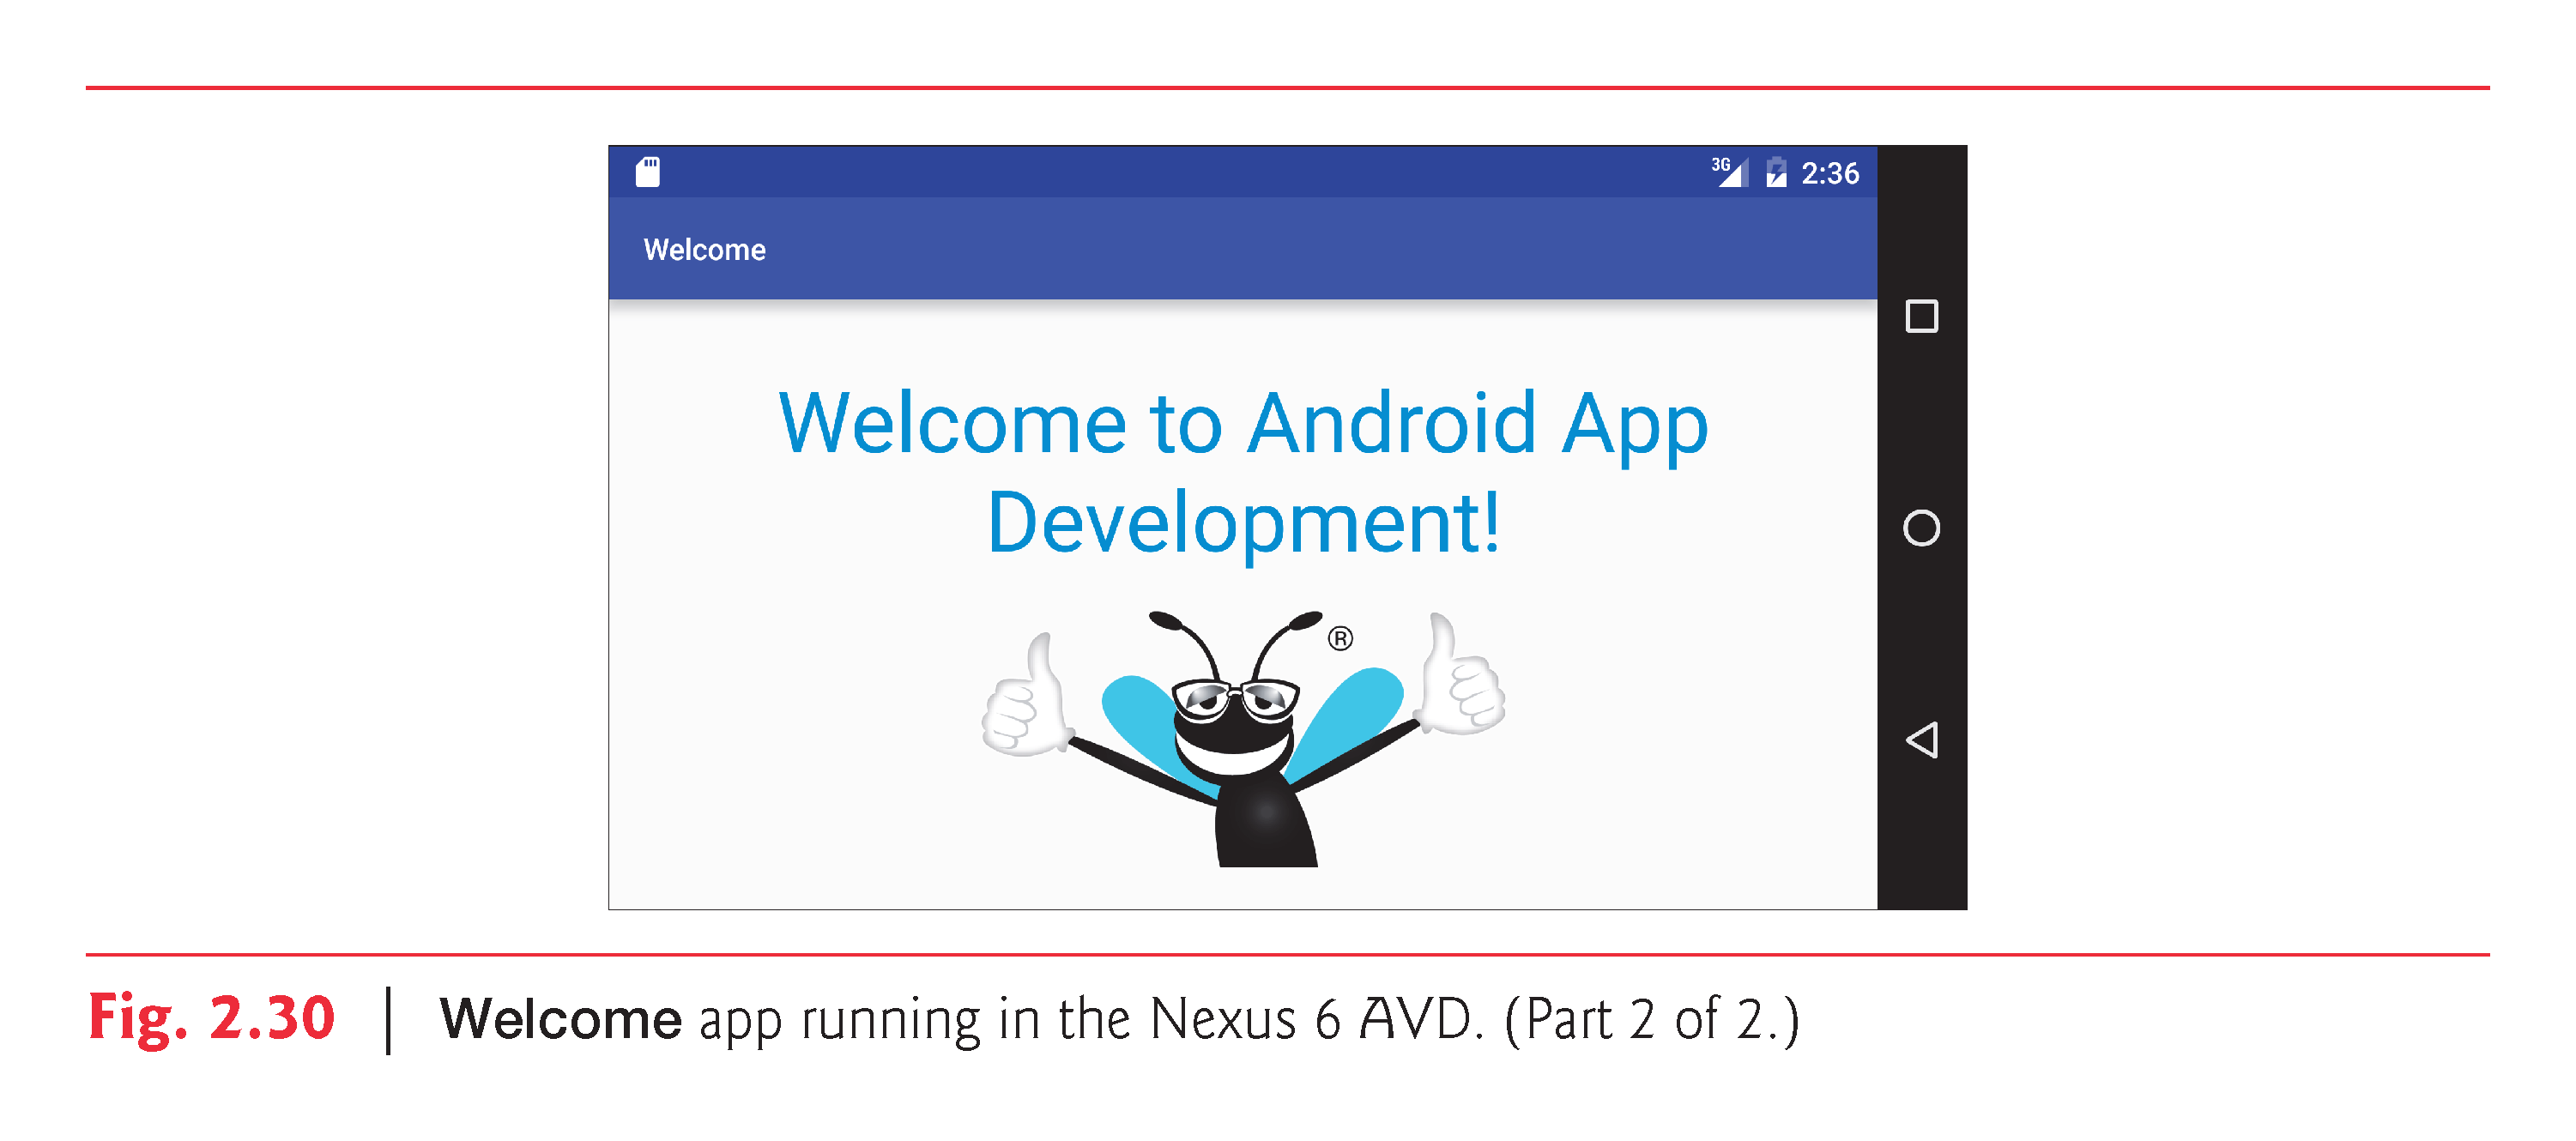 3G 2:36
Welcome
Welcome to Android App
Development!
®
Fig. 2.30 | Welcome app running in the Nexus 6 AVD. (Part 2 of 2.)